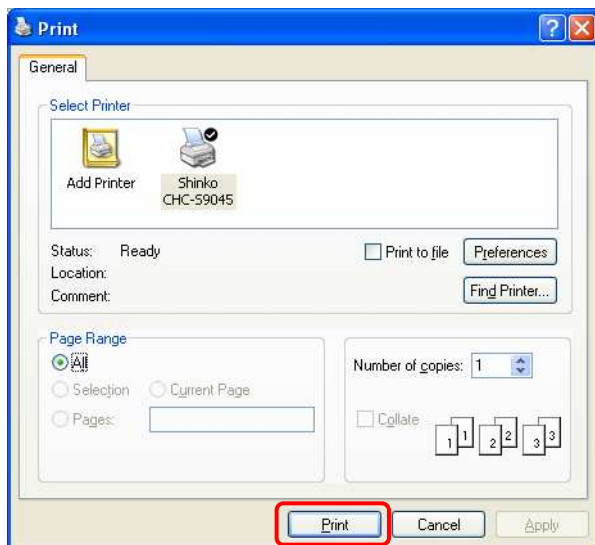 Print
General
Select Printer
Add Printer
Shinko
CHC-S9045
Status: Ready
Location:
Comment:
Print to file
Preferences
Find Printer...
Page Range
All
Selection
Current Page
Pages:
Number of copies: 1
Collate
1 1 2 2 3 3
Print Cancel Apply